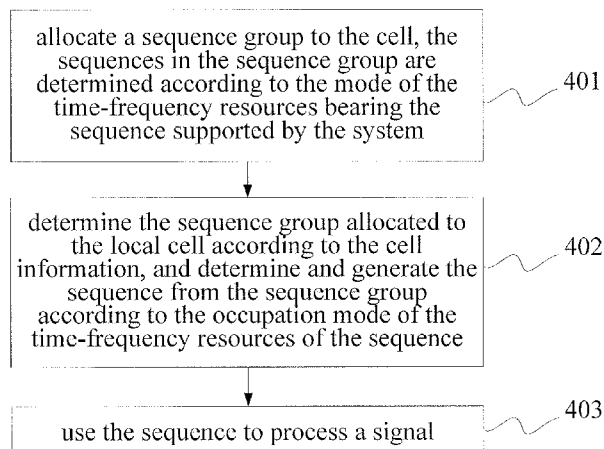 allocate a sequence group to the cell, the
sequences in the sequence group are
determined according to the mode of the
time-frequency resources bearing the
sequence supported by the system
401
determine the sequence group allocated to
the local cell according to the cell
information, and determine and generate the
sequence from the sequence group
according to the occupation mode of the
time-frequency resources of the sequence
402
use the sequence to process a signal
403